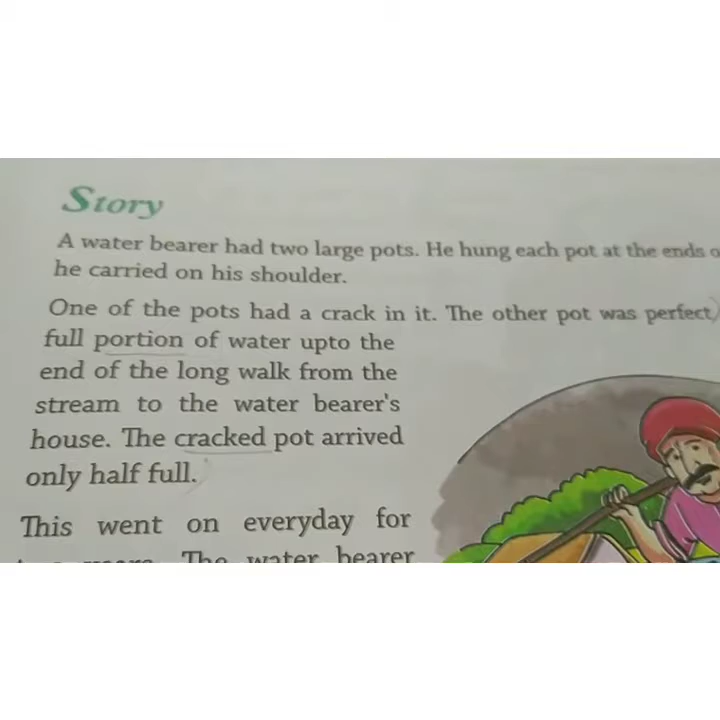 Story
A water bearer had two large pots. He hung each pot at the ends
he carried on his shoulder.
One of the pots had a crack in it. The other pot was perfect
full portion of water upto the
end of the long walk from the
stream to the water bearer's
house. The cracked pot arrived
only half full.
This went on everyday for
The water bearer